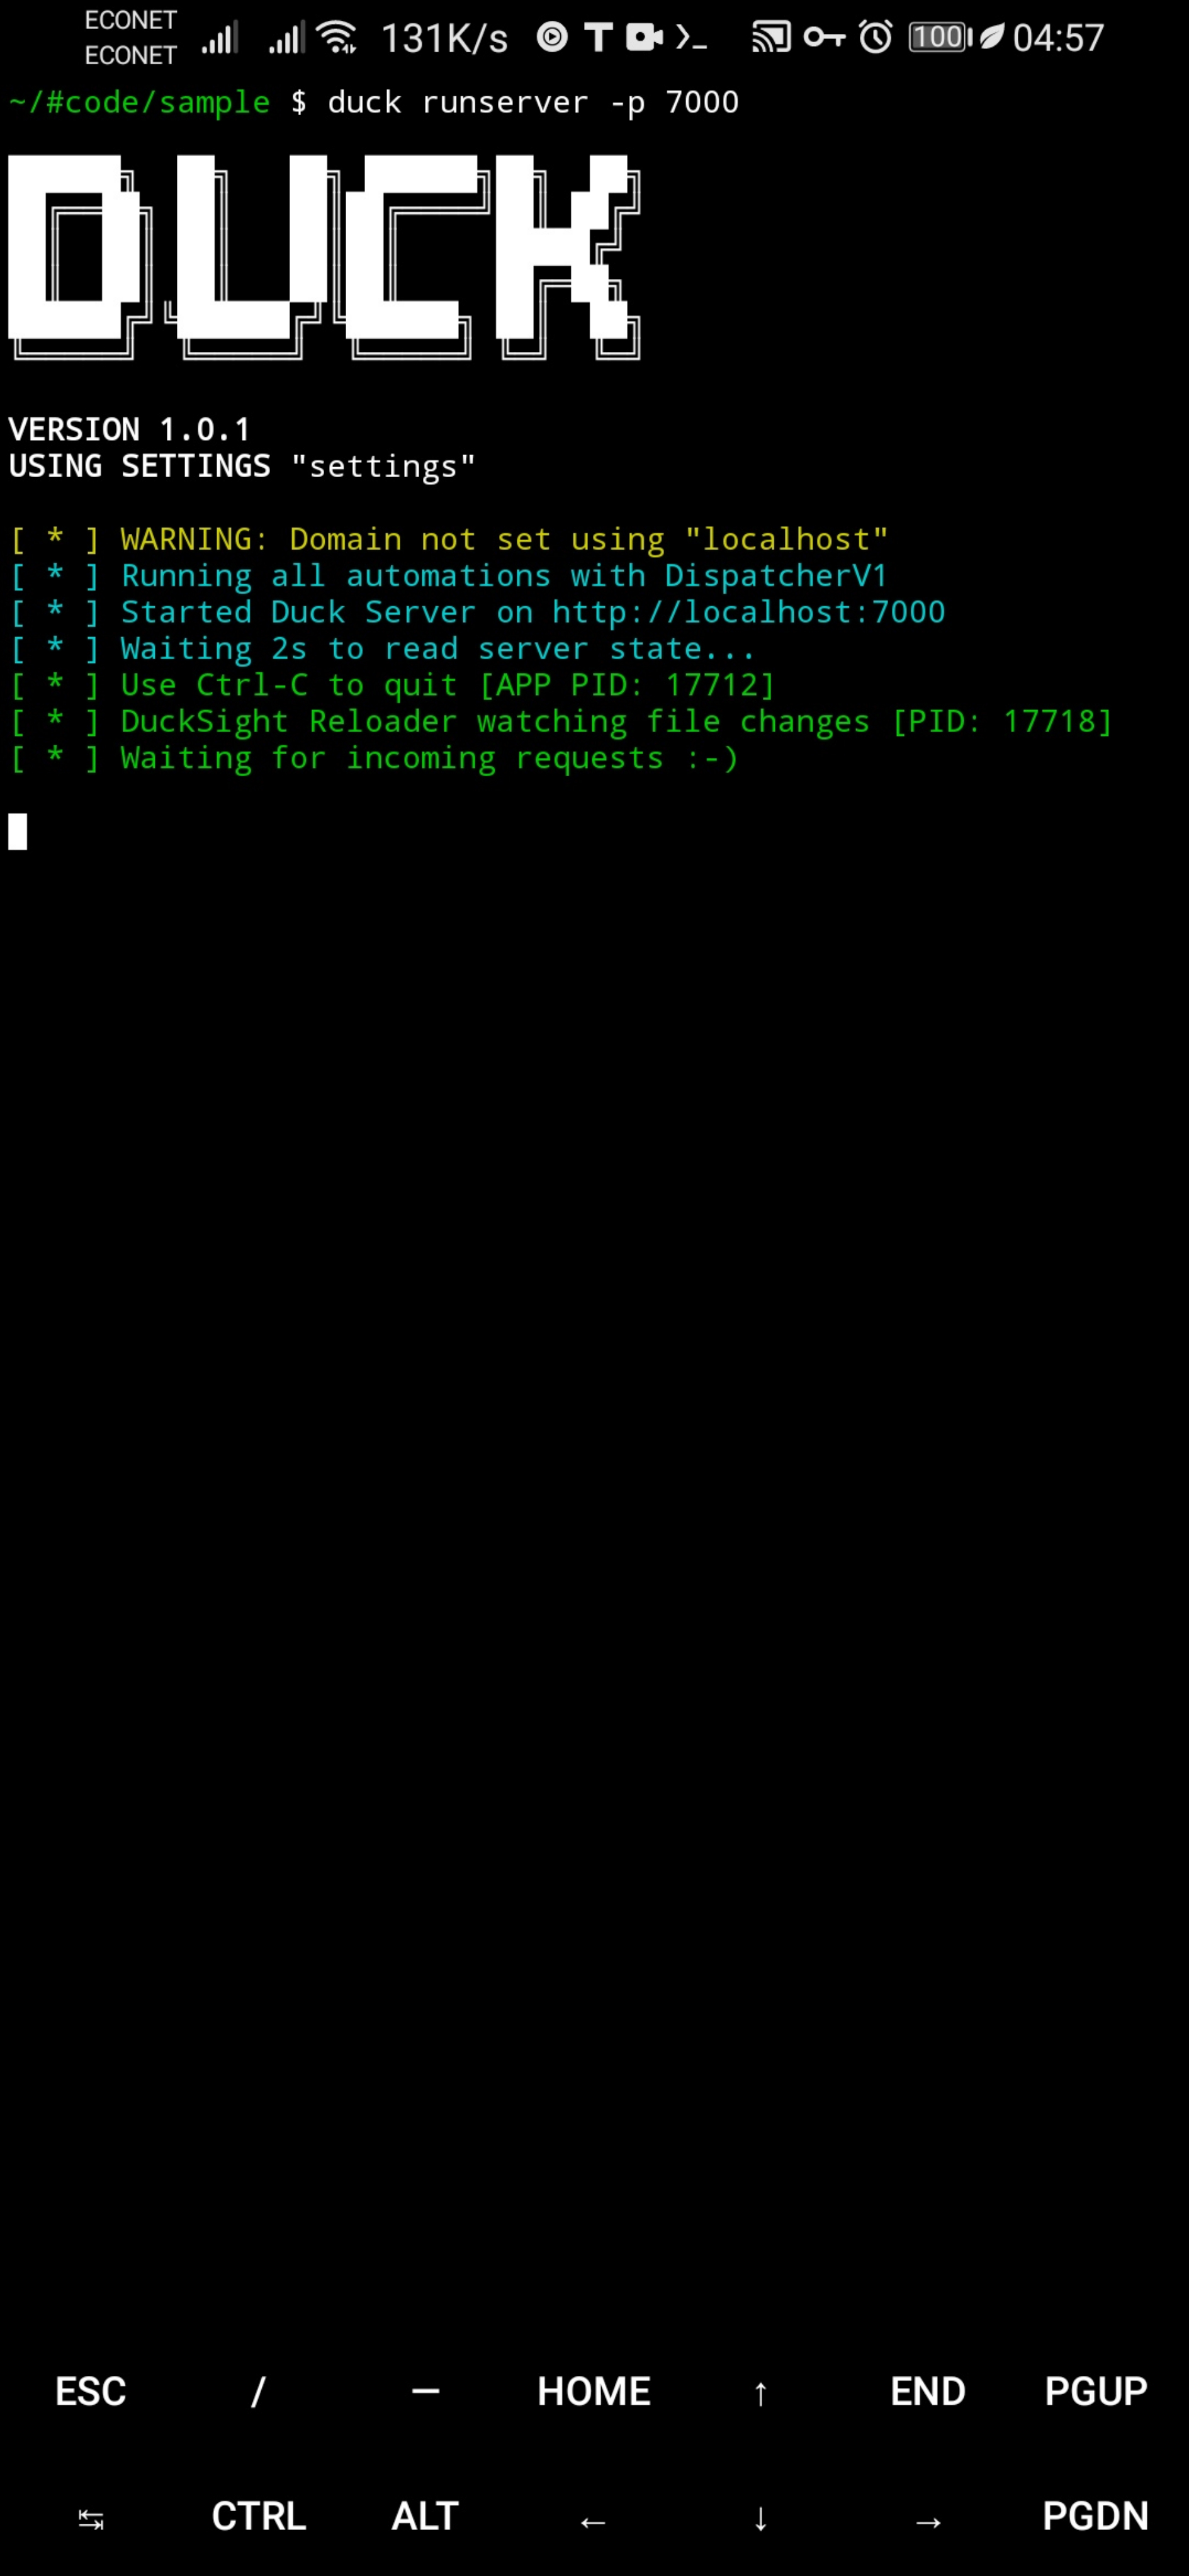 ECONET
ECONET
131K/s
100
04:57
~/#code/sample $ duck runserver -p 7000
DUCK
VERSION 1.0.1
USING SETTINGS "settings"
[ * ] WARNING: Domain not set using "localhost"
[ * ] Running all automations with DispatcherV1
[ * ] Started Duck Server on http://localhost:7000
[ * ] Waiting 2s to read server state...
[ * ] Use Ctrl-C to quit [APP PID: 17712]
[ * ] DuckSight Reloader watching file changes [PID: 17718]
[ * ] Waiting for incoming requests :-)
ESC / — HOME ↑ END PGUP
↹ CTRL ALT ← ↓ → PGDN